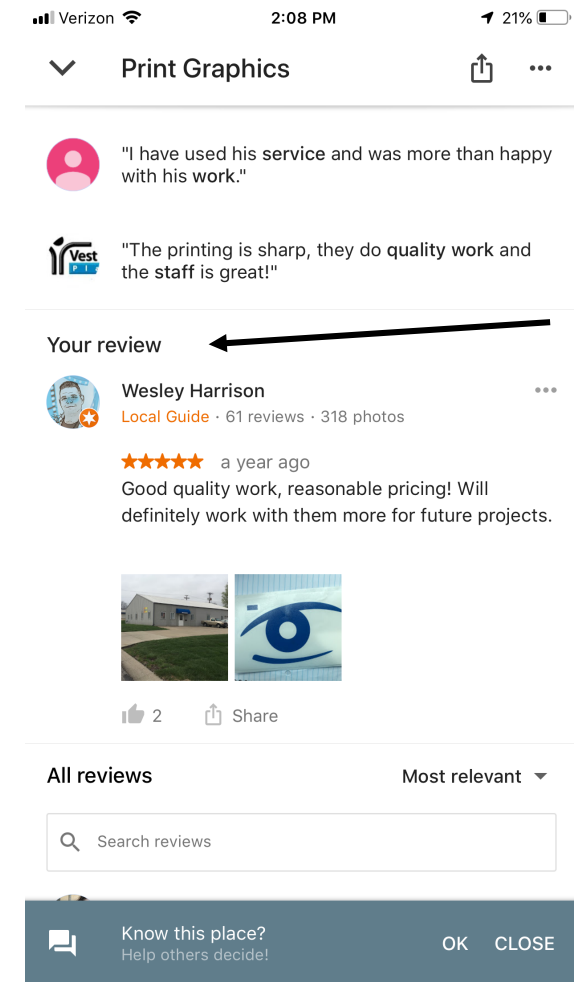 Verizon 2:08 PM 21%
Print Graphics
"I have used his service and was more than happy
with his work."
Vest
PI
"The printing is sharp, they do quality work and
the staff is great!"
Your review
Wesley Harrison
Local Guide · 61 reviews · 318 photos
a year ago
Good quality work, reasonable pricing! Will
definitely work with them more for future projects.
2 Share
All reviews Most relevant
Search reviews
Know this place?
Help others decide!
OK CLOSE